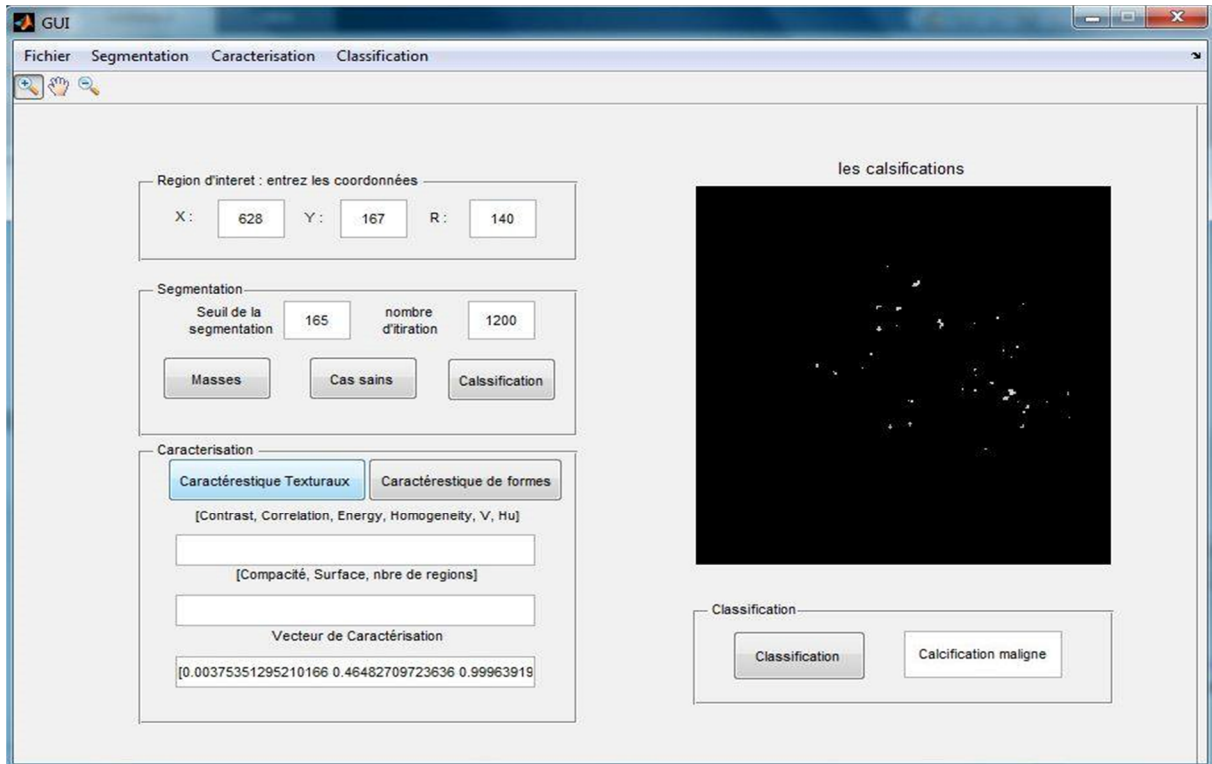 GUI
Fichier Segmentation Caracterisation Classification
Region d'interet : entrez les coordonnées
X : 628 Y : 167 R : 140
Segmentation
Seuil de la segmentation 165 nombre d'itiration 1200
Masses Cas sains Calssification
Caracterisation
Caractérestique Texturaux Caractérestique de formes
[Contrast, Correlation, Energy, Homogeneity, V, Hu]
[Compacité, Surface, nbre de regions]
Vecteur de Caractérisation
[0.00375351295210166 0.46482709723636 0.99963919
les calsifications
Classification
Classification Calcification maligne